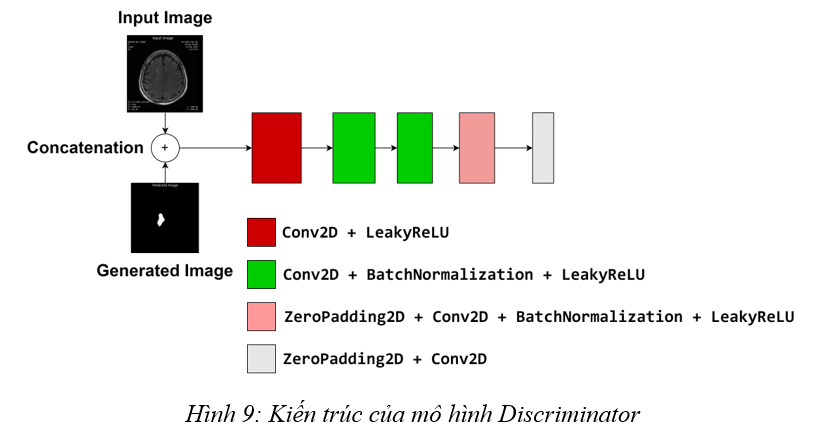 Input Image
Input Image
Concatenation
+
Predicted Image
Generated Image
Conv2D + LeakyReLU
Conv2D + BatchNormalization + LeakyReLU
ZeroPadding2D + Conv2D + BatchNormalization + LeakyReLU
ZeroPadding2D + Conv2D
Hình 9: Kiến trúc của mô hình Discriminator